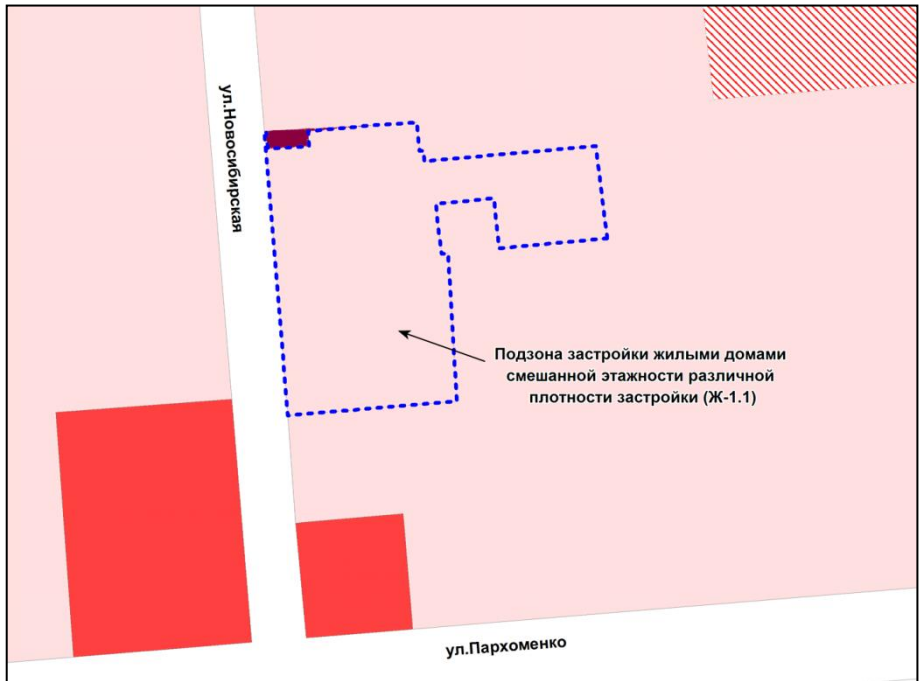 ул.Новосибирская
Подзона застройки жилыми домами
смешанной этажности различной
плотности застройки (Ж-1.1)
ул.Пархоменко